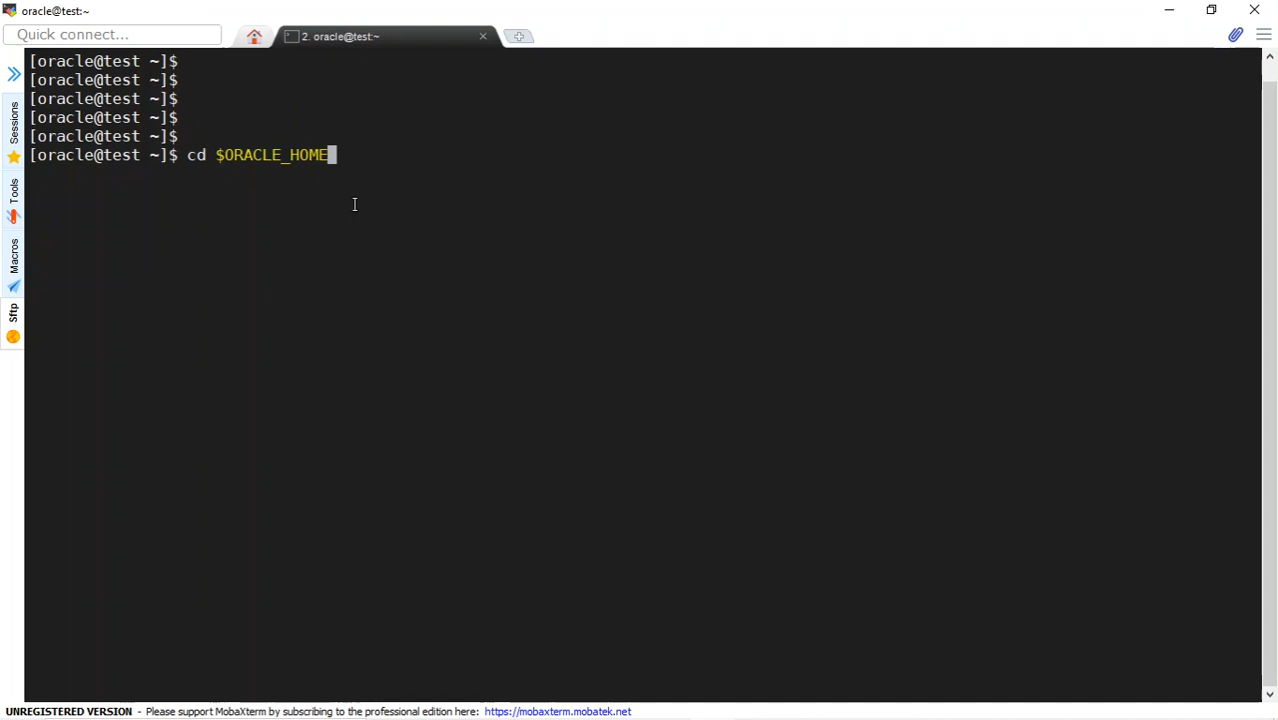 oracle@test:~
Quick connect...
2. oracle@test:~
[oracle@test ~]$
[oracle@test ~]$
[oracle@test ~]$
[oracle@test ~]$
[oracle@test ~]$
[oracle@test ~]$ cd $ORACLE_HOME
Sessions
Tools
Macros
Sftp
UNREGISTERED VERSION - Please support MobaXterm by subscribing to the professional edition here: https://mobaxterm.mobatek.net